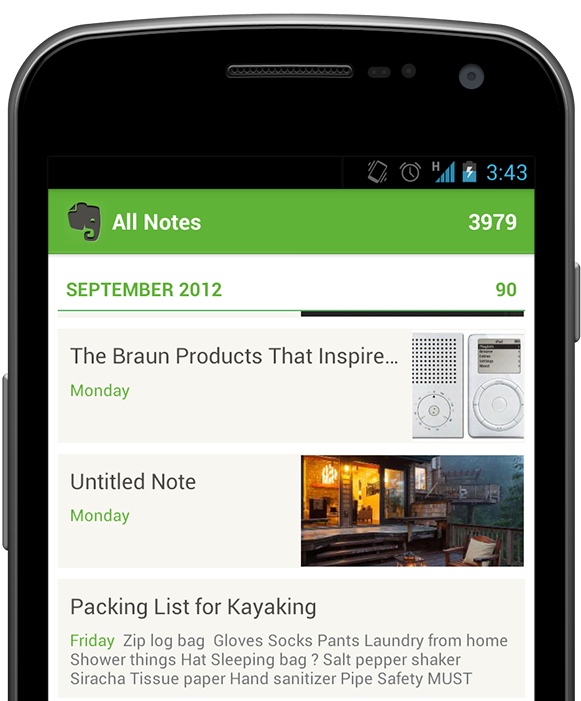 H 3:43
All Notes 3979
SEPTEMBER 2012 90
The Braun Products That Inspire…
Monday
Untitled Note
Monday
Packing List for Kayaking
Friday Zip log bag Gloves Socks Pants Laundry from home
Shower things Hat Sleeping bag ? Salt pepper shaker
Siracha Tissue paper Hand sanitizer Pipe Safety MUST